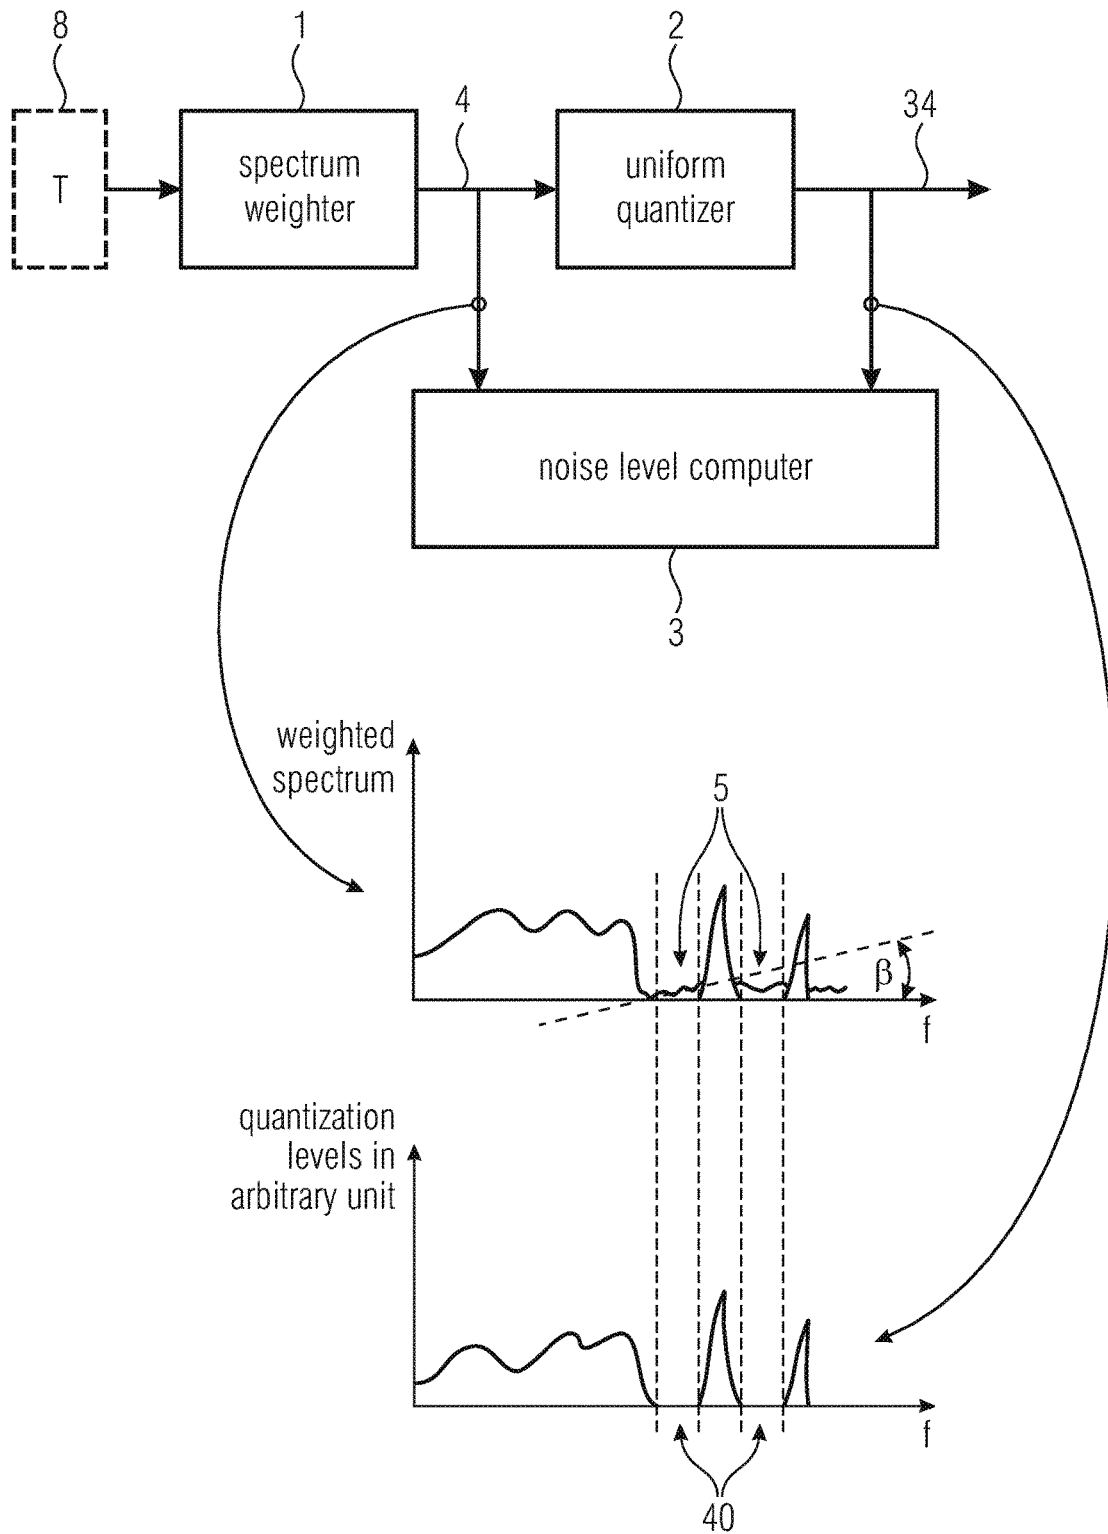 8
1
2
4
34
T
spectrum
weighter
uniform
quantizer
noise level computer
3
weighted
spectrum
5
β
f
quantization
levels in
arbitrary unit
f
40